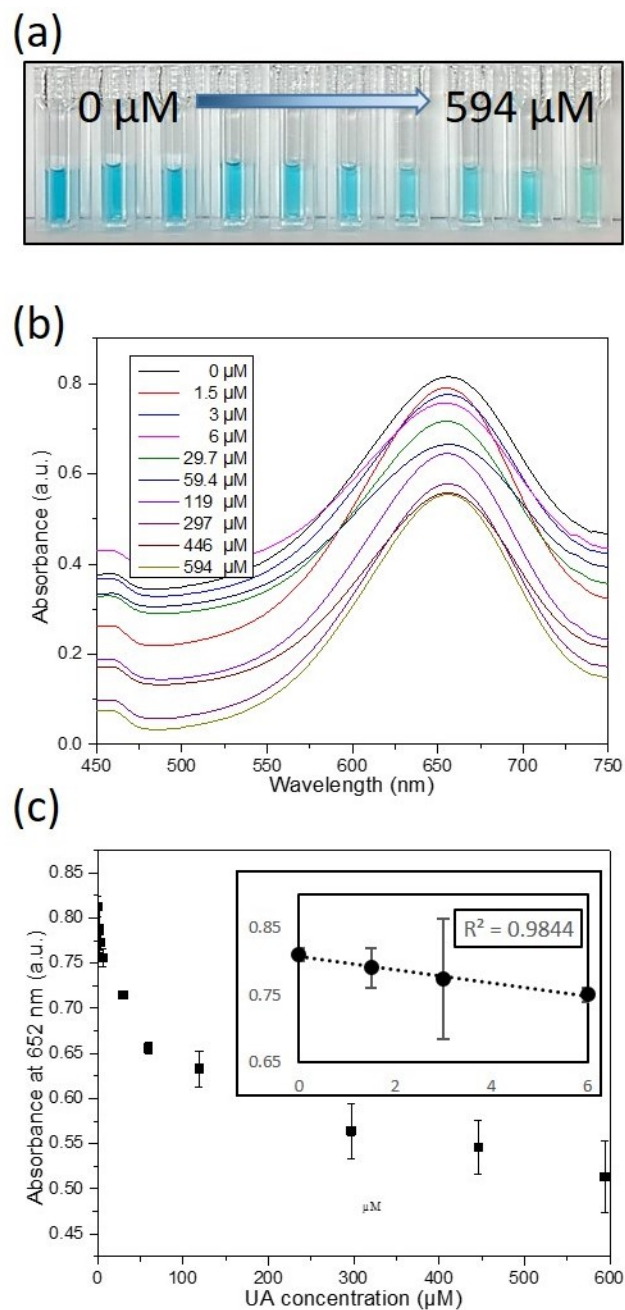 (a)
0 µM 594 µM
(b)
0 µM
1.5 µM
3 µM
6 µM
29.7 µM
59.4 µM
119 µM
297 µM
446 µM
594 µM
0.8
0.6
0.4
0.2
0.0
Absorbance (a.u.)
450 500 550 600 650 700 750
Wavelength (nm)
(c)
0.85
0.80
0.75
0.70
0.65
0.60
0.55
0.50
0.45
Absorbance at 652 nm (a.u.)
R² = 0.9844
0.85
0.75
0.65
0 2 4 6
µM
0 100 200 300 400 500 600
UA concentration (µM)